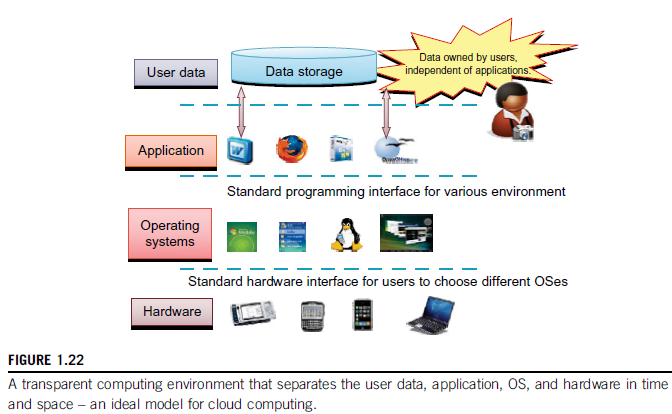 User data
Data storage
Data owned by users,
independent of applications.
Application
W
Standard programming interface for various environment
Operating
systems
Standard hardware interface for users to choose different OSes
Hardware
FIGURE 1.22
A transparent computing environment that separates the user data, application, OS, and hardware in time
and space – an ideal model for cloud computing.